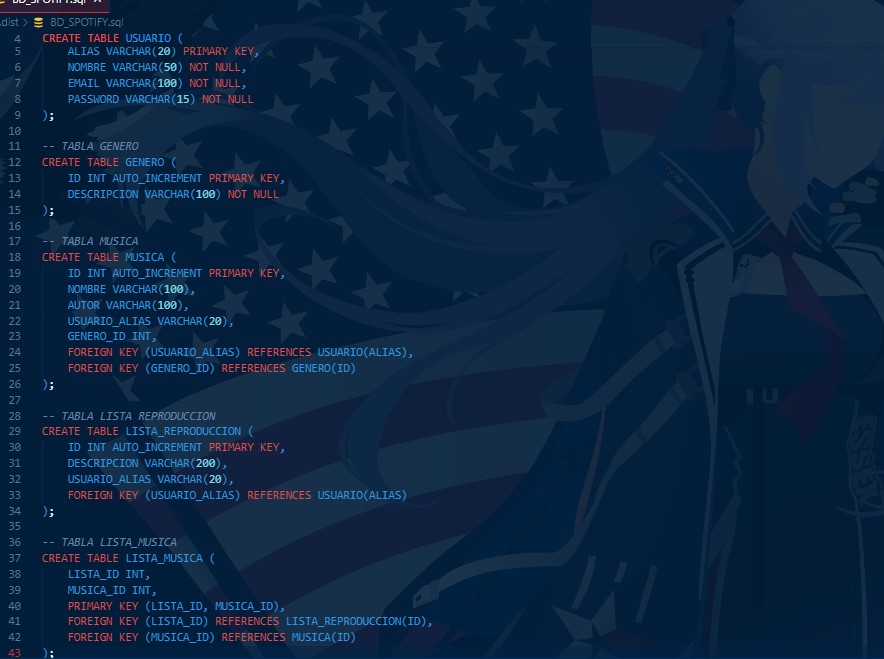 BD_SPOTIFY.sql
.dist > BD_SPOTIFY.sql
4 CREATE TABLE USUARIO (
5 ALIAS VARCHAR(20) PRIMARY KEY,
6 NOMBRE VARCHAR(50) NOT NULL,
7 EMAIL VARCHAR(100) NOT NULL,
8 PASSWORD VARCHAR(15) NOT NULL
9 );
10
11 -- TABLA GENERO
12 CREATE TABLE GENERO (
13 ID INT AUTO_INCREMENT PRIMARY KEY,
14 DESCRIPCION VARCHAR(100) NOT NULL
15 );
16
17 -- TABLA MUSICA
18 CREATE TABLE MUSICA (
19 ID INT AUTO_INCREMENT PRIMARY KEY,
20 NOMBRE VARCHAR(100),
21 AUTOR VARCHAR(100),
22 USUARIO_ALIAS VARCHAR(20),
23 GENERO_ID INT,
24 FOREIGN KEY (USUARIO_ALIAS) REFERENCES USUARIO(ALIAS),
25 FOREIGN KEY (GENERO_ID) REFERENCES GENERO(ID)
26 );
27
28 -- TABLA LISTA REPRODUCCION
29 CREATE TABLE LISTA_REPRODUCCION (
30 ID INT AUTO_INCREMENT PRIMARY KEY,
31 DESCRIPCION VARCHAR(200),
32 USUARIO_ALIAS VARCHAR(20),
33 FOREIGN KEY (USUARIO_ALIAS) REFERENCES USUARIO(ALIAS)
34 );
35
36 -- TABLA LISTA_MUSICA
37 CREATE TABLE LISTA_MUSICA (
38 LISTA_ID INT,
39 MUSICA_ID INT,
40 PRIMARY KEY (LISTA_ID, MUSICA_ID),
41 FOREIGN KEY (LISTA_ID) REFERENCES LISTA_REPRODUCCION(ID),
42 FOREIGN KEY (MUSICA_ID) REFERENCES MUSICA(ID)
43 );